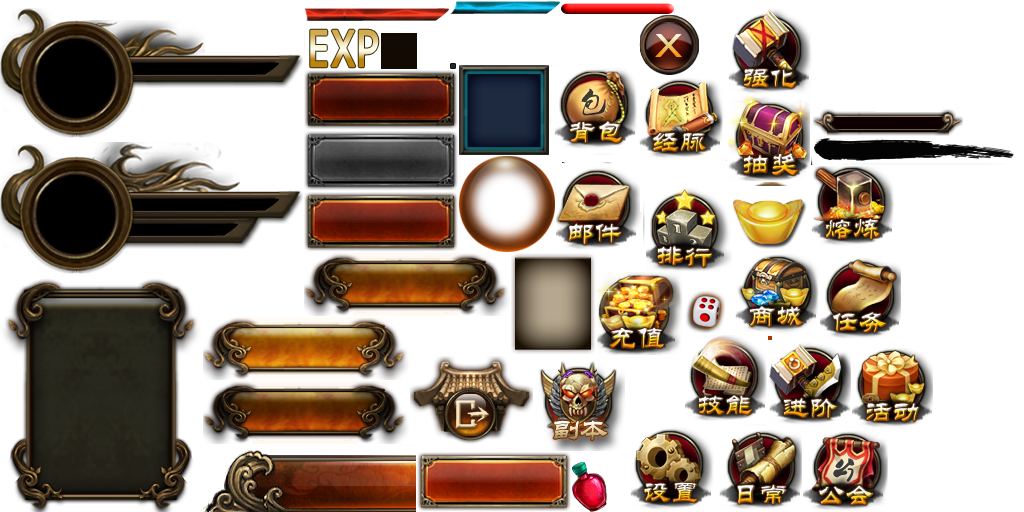 EXP
强化
包
背包
经脉
抽奖
邮件
排行
熔炼
充值
商城
任务
技能
进阶
活动
副本
设置
日常
公会